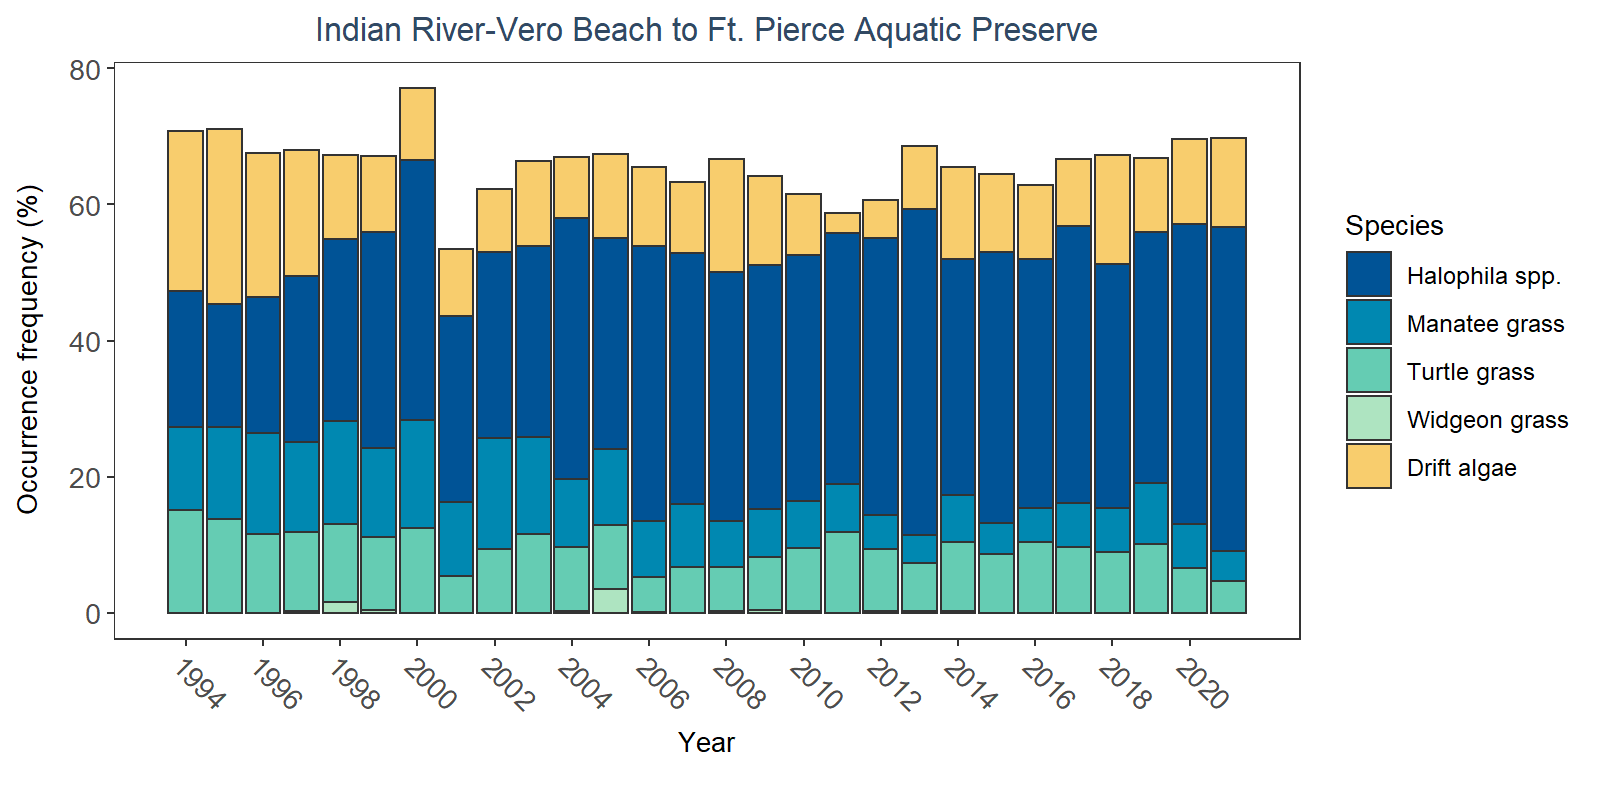 Indian River-Vero Beach to Ft. Pierce Aquatic Preserve
Occurrence frequency (%)
80
60
40
20
0
1994
1996
1998
2000
2002
2004
2006
2008
2010
2012
2014
2016
2018
2020
Year
Species
Halophila spp.
Manatee grass
Turtle grass
Widgeon grass
Drift algae